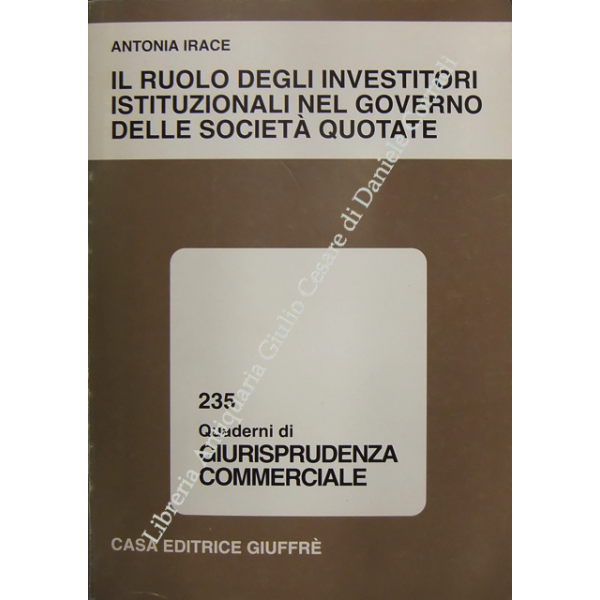 ANTONIA IRACE
IL RUOLO DEGLI INVESTITORI
ISTITUZIONALI NEL GOVERNO
DELLE SOCIETÀ QUOTATE
235
Quaderni di
GIURISPRUDENZA
COMMERCIALE
CASA EDITRICE GIUFFRÈ
Libreria Antiquaria Giulio Cesare di Daniele